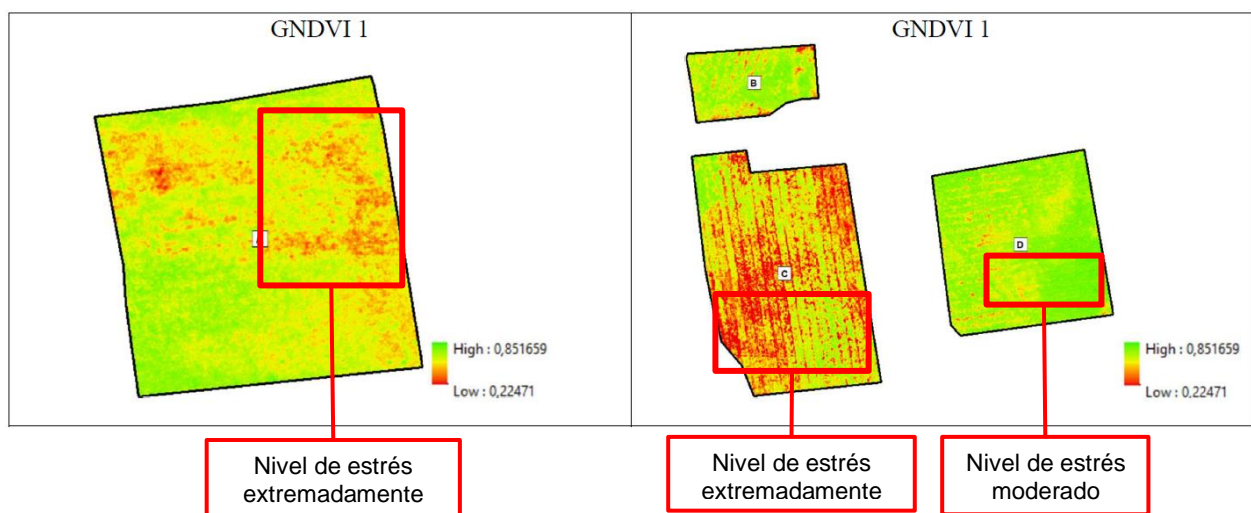 GNDVI 1
A
High : 0,851659
Low : 0,22471
Nivel de estrés
extremadamente
GNDVI 1
B
C
D
High : 0,851659
Low : 0,22471
Nivel de estrés
extremadamente
Nivel de estrés
moderado